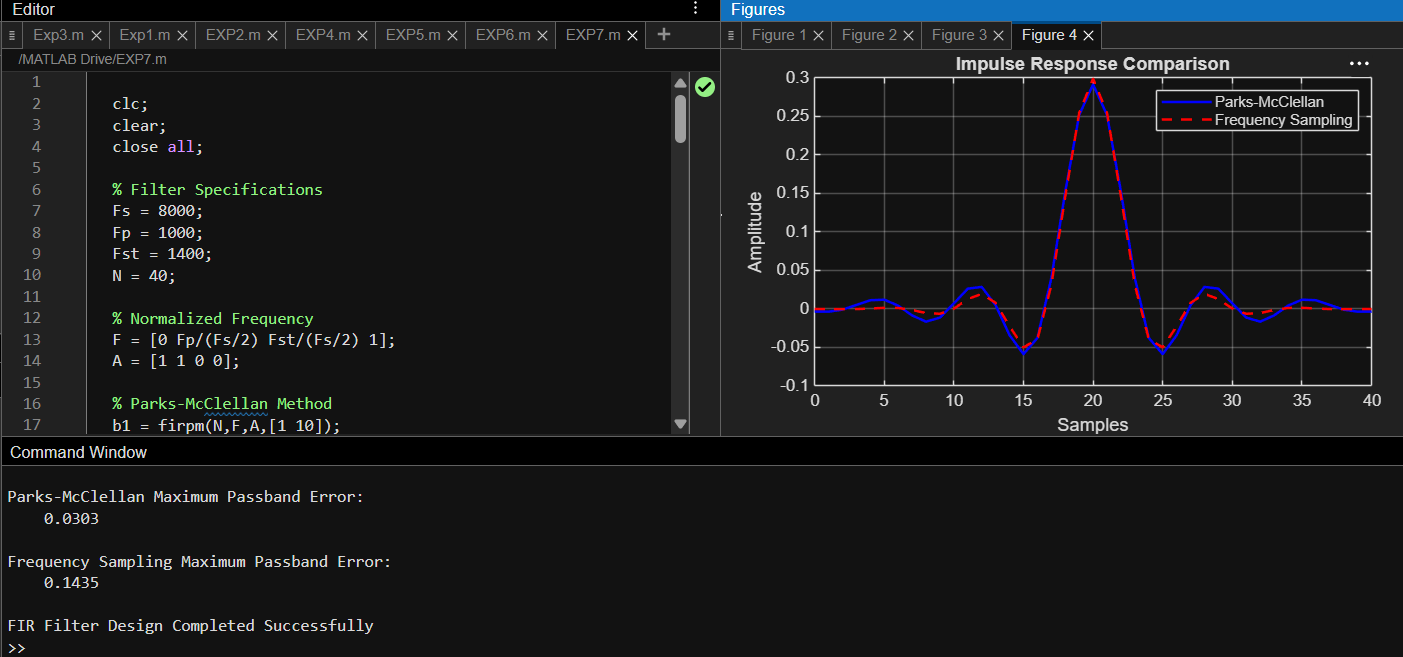 Editor
Exp3.m Exp1.m EXP2.m EXP4.m EXP5.m EXP6.m EXP7.m
/MATLAB Drive/EXP7.m
1
2 clc;
3 clear;
4 close all;
5
6 % Filter Specifications
7 Fs = 8000;
8 Fp = 1000;
9 Fst = 1400;
10 N = 40;
11
12 % Normalized Frequency
13 F = [0 Fp/(Fs/2) Fst/(Fs/2) 1];
14 A = [1 1 0 0];
15
16 % Parks-McClellan Method
17 b1 = firpm(N,F,A,[1 10]);
Figures
Figure 1 Figure 2 Figure 3 Figure 4
Impulse Response Comparison
Parks-McClellan
Frequency Sampling
Amplitude
0.3
0.25
0.2
0.15
0.1
0.05
0
-0.05
-0.1
0 5 10 15 20 25 30 35 40
Samples
Command Window
Parks-McClellan Maximum Passband Error:
0.0303
Frequency Sampling Maximum Passband Error:
0.1435
FIR Filter Design Completed Successfully
>>